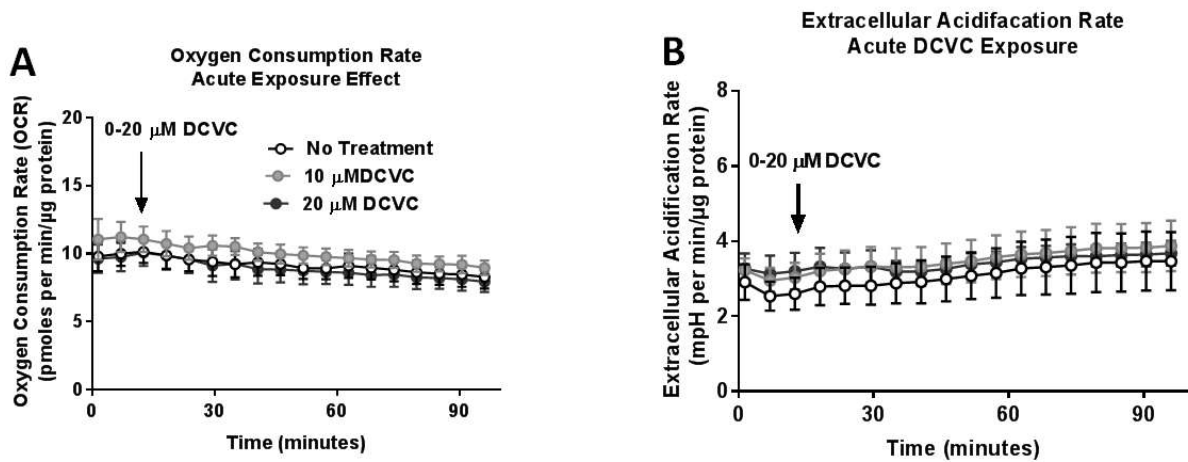 A
Oxygen Consumption Rate
Acute Exposure Effect
Oxygen Consumption Rate (OCR)
(pmoles per min/µg protein)
20
15
10
5
0
0-20 µM DCVC
No Treatment
10 µMDCVC
20 µM DCVC
0
30
60
90
Time (minutes)
B
Extracellular Acidifacation Rate
Acute DCVC Exposure
Extracellular Acidification Rate
(mpH per min/µg protein)
8
6
4
2
0
0-20 µM DCVC
0
30
60
90
Time (minutes)